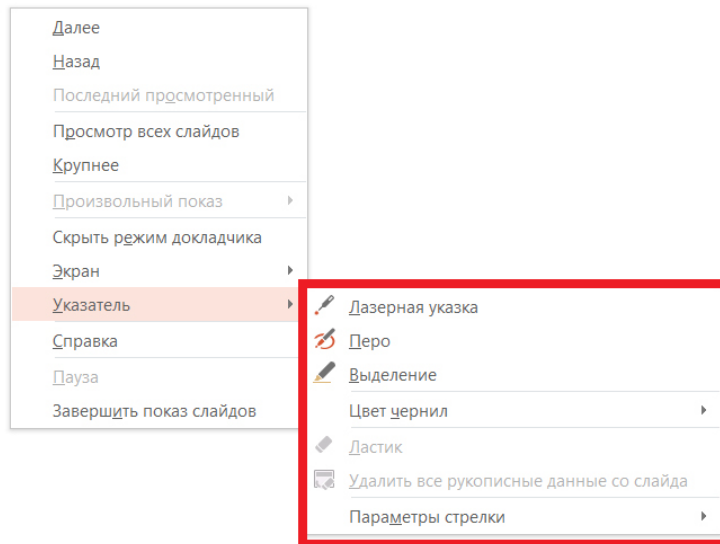 Далее
Назад
Последний просмотренный
Просмотр всех слайдов
Крупнее
Произвольный показ
Скрыть режим докладчика
Экран
Указатель
Справка
Пауза
Завершить показ слайдов
Лазерная указка
Перо
Выделение
Цвет чернил
Ластик
Удалить все рукописные данные со слайда
Параметры стрелки